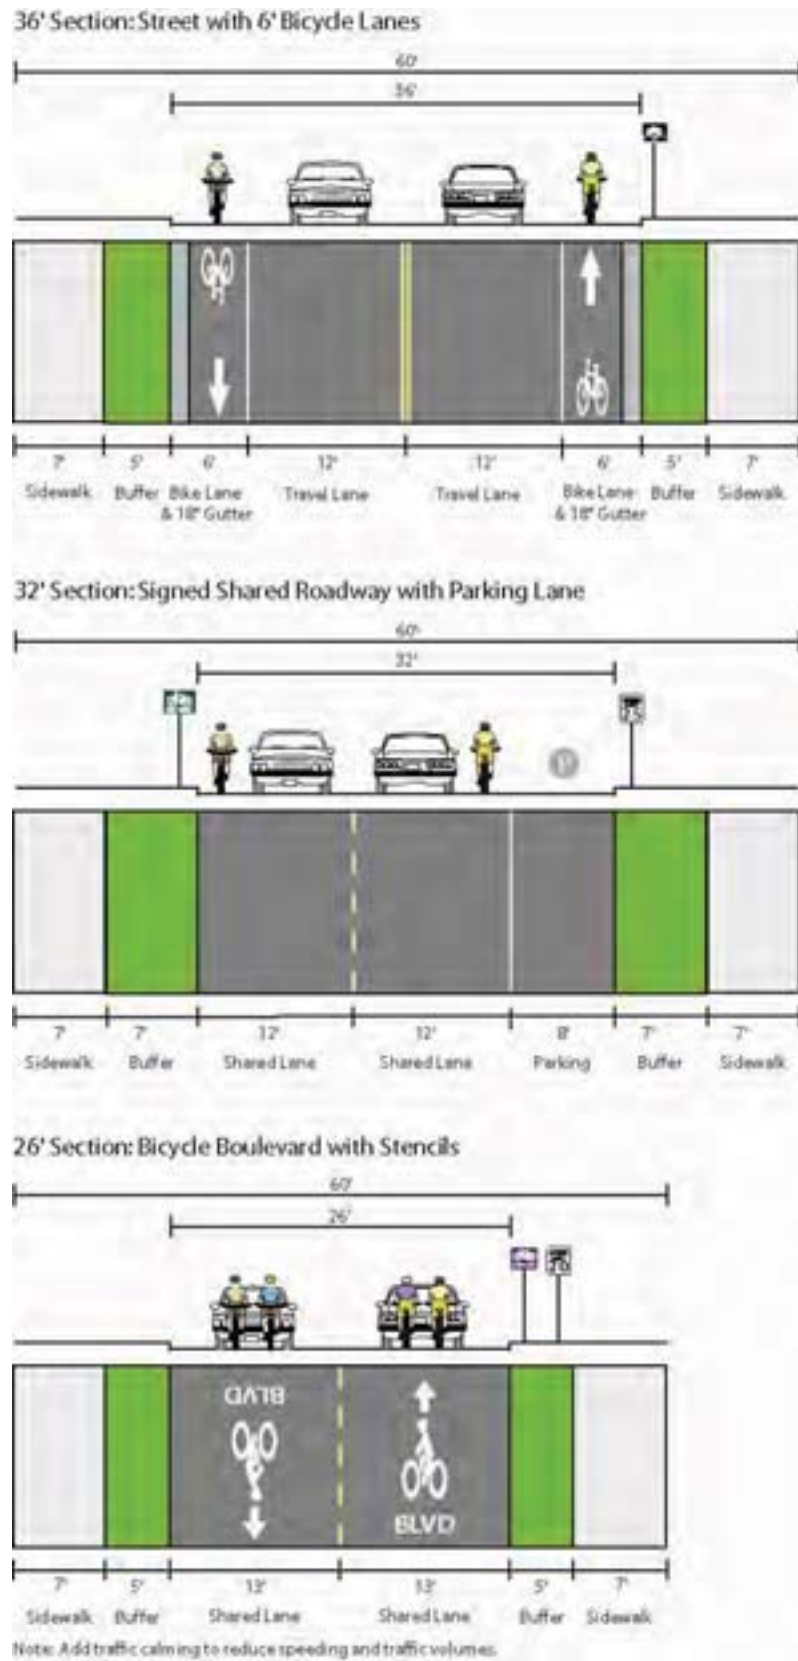 36' Section: Street with 6' Bicycle Lanes
60'
36'
7' 5' 6' 12' 12' 6' 5' 7'
Sidewalk Buffer Bike Lane Travel Lane Travel Lane Bike Lane Buffer Sidewalk
& 18" Gutter & 18" Gutter
32' Section: Signed Shared Roadway with Parking Lane
60'
32'
P
7' 7' 12' 12' 8' 7' 7'
Sidewalk Buffer Shared Lane Shared Lane Parking Buffer Sidewalk
26' Section: Bicycle Boulevard with Stencils
60'
26'
BLVD
BLVD
7' 5' 13' 13' 5' 7'
Sidewalk Buffer Shared Lane Shared Lane Buffer Sidewalk
Note: Add traffic calming to reduce speeding and traffic volumes.